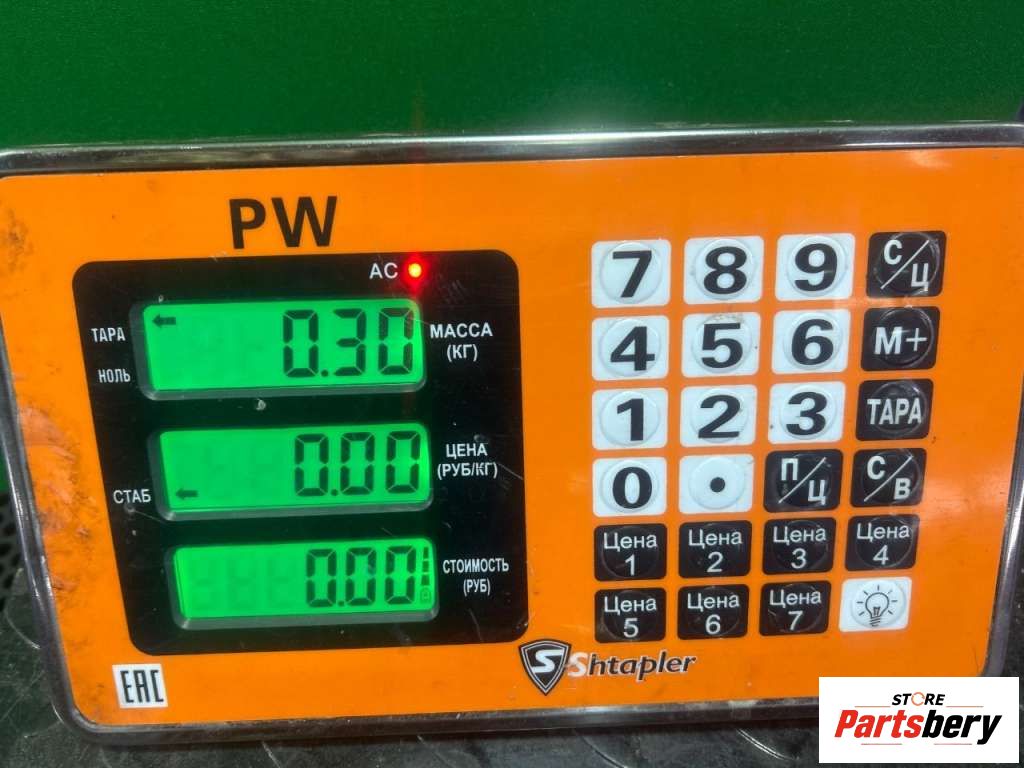 PW
AC
ТАРА
НОЛЬ
0.30
МАССА
(КГ)
СТАБ
0.00
ЦЕНА
(РУБ/КГ)
0.00
СТОИМОСТЬ
(РУБ)
7 8 9 С/Ц
4 5 6 М+
1 2 3 ТАРА
0 . П/Ц С/В
Цена 1 Цена 2 Цена 3 Цена 4
Цена 5 Цена 6 Цена 7
EAC
S Shtapler
STORE
Partsbery